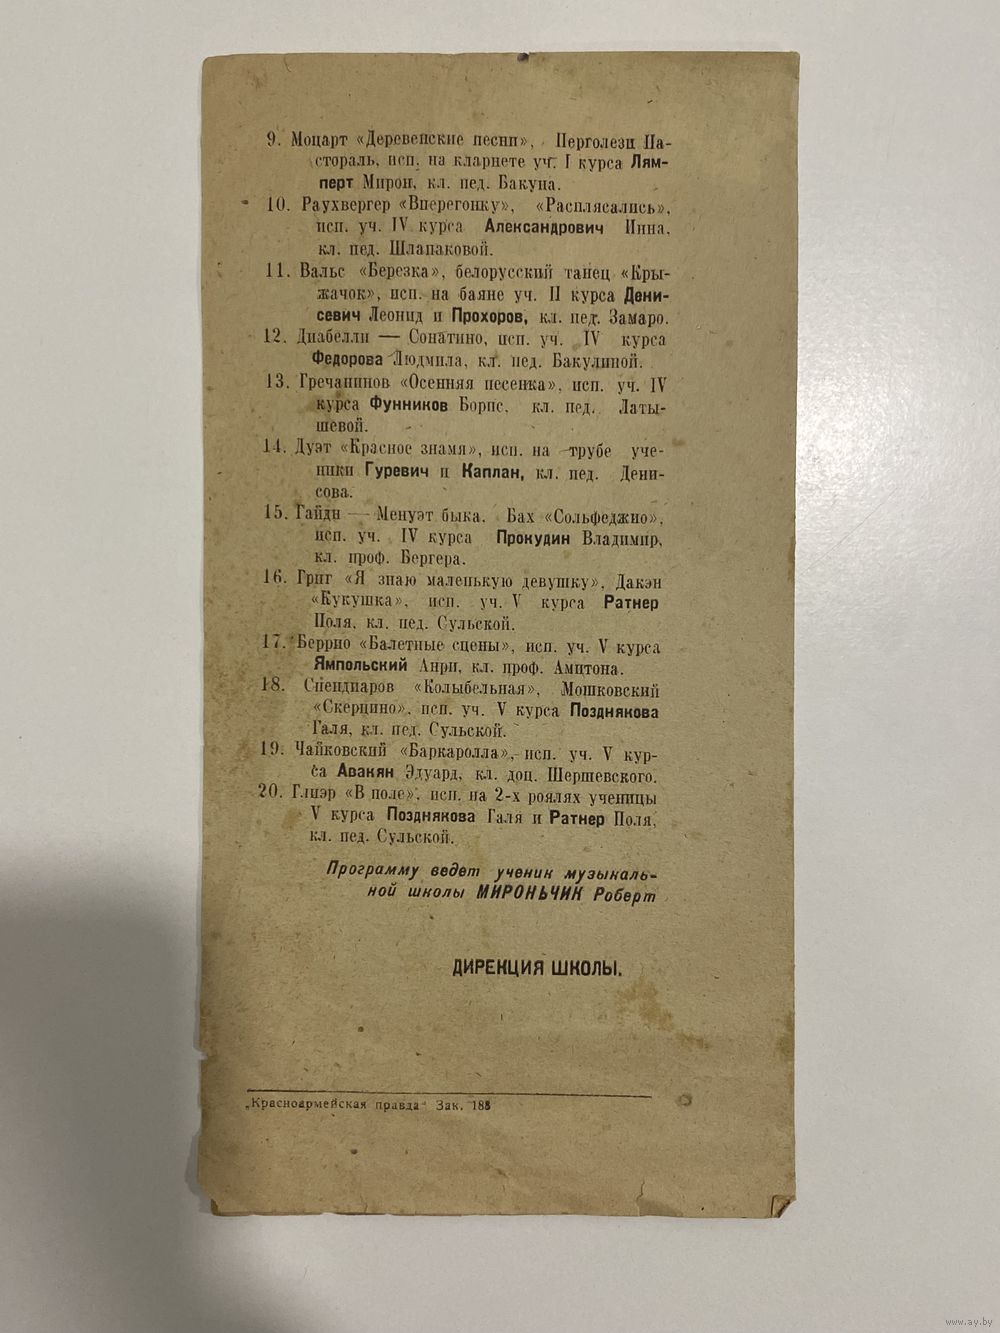 9. Моцарт «Деревенские песни», Перголези Па-
стораль, исп. на кларнете уч. I курса Лям-
перт Мирон, кл. пед. Бакуна.
10. Раухвергер «Вперегонку», «Расплясались»,
исп. уч. IV курса Александрович Инна,
кл. пед. Шлапаковой.
11. Вальс «Березка», белорусский танец «Кры-
жачок», исп. на баяне уч. II курса Дени-
севич Леонид и Прохоров, кл. пед. Замаро.
12. Диабелли — Сонатино, исп. уч. IV курса
Федорова Людмила, кл. пед. Бакулиной.
13. Гречанинов «Осенняя песенка», исп. уч. IV
курса Фунников Борис, кл. пед. Латы-
шевой.
14. Дуэт «Красное знамя», исп. на трубе уче-
ники Гуревич и Каплан, кл. пед. Дени-
сова.
15. Гайдн — Менуэт быка. Бах «Сольфеджио»,
исп. уч. IV курса Прокудин Владимир,
кл. проф. Бергера.
16. Григ «Я знаю маленькую девушку», Дакэн
«Кукушка», исп. уч. V курса Ратнер
Поля, кл. пед. Сульской.
17. Беррио «Балетные сцены», исп. уч. V курса
Ямпольский Анри, кл. проф. Амитона.
18. Спендиаров «Колыбельная», Мошковский
«Скерцино», исп. уч. V курса Позднякова
Галя, кл. пед. Сульской.
19. Чайковский «Баркаролла», исп. уч. V кур-
са Авакян Эдуард, кл. доц. Шершевского.
20. Глиэр «В поле», исп. на 2-х роялях ученицы
V курса Позднякова Галя и Ратнер Поля,
кл. пед. Сульской.
Программу ведет ученик музыкаль-
ной школы МИРОНЬЧИК Роберт
ДИРЕКЦИЯ ШКОЛЫ.
„Красноармейская правда“ Зак. 188
www.ay.by